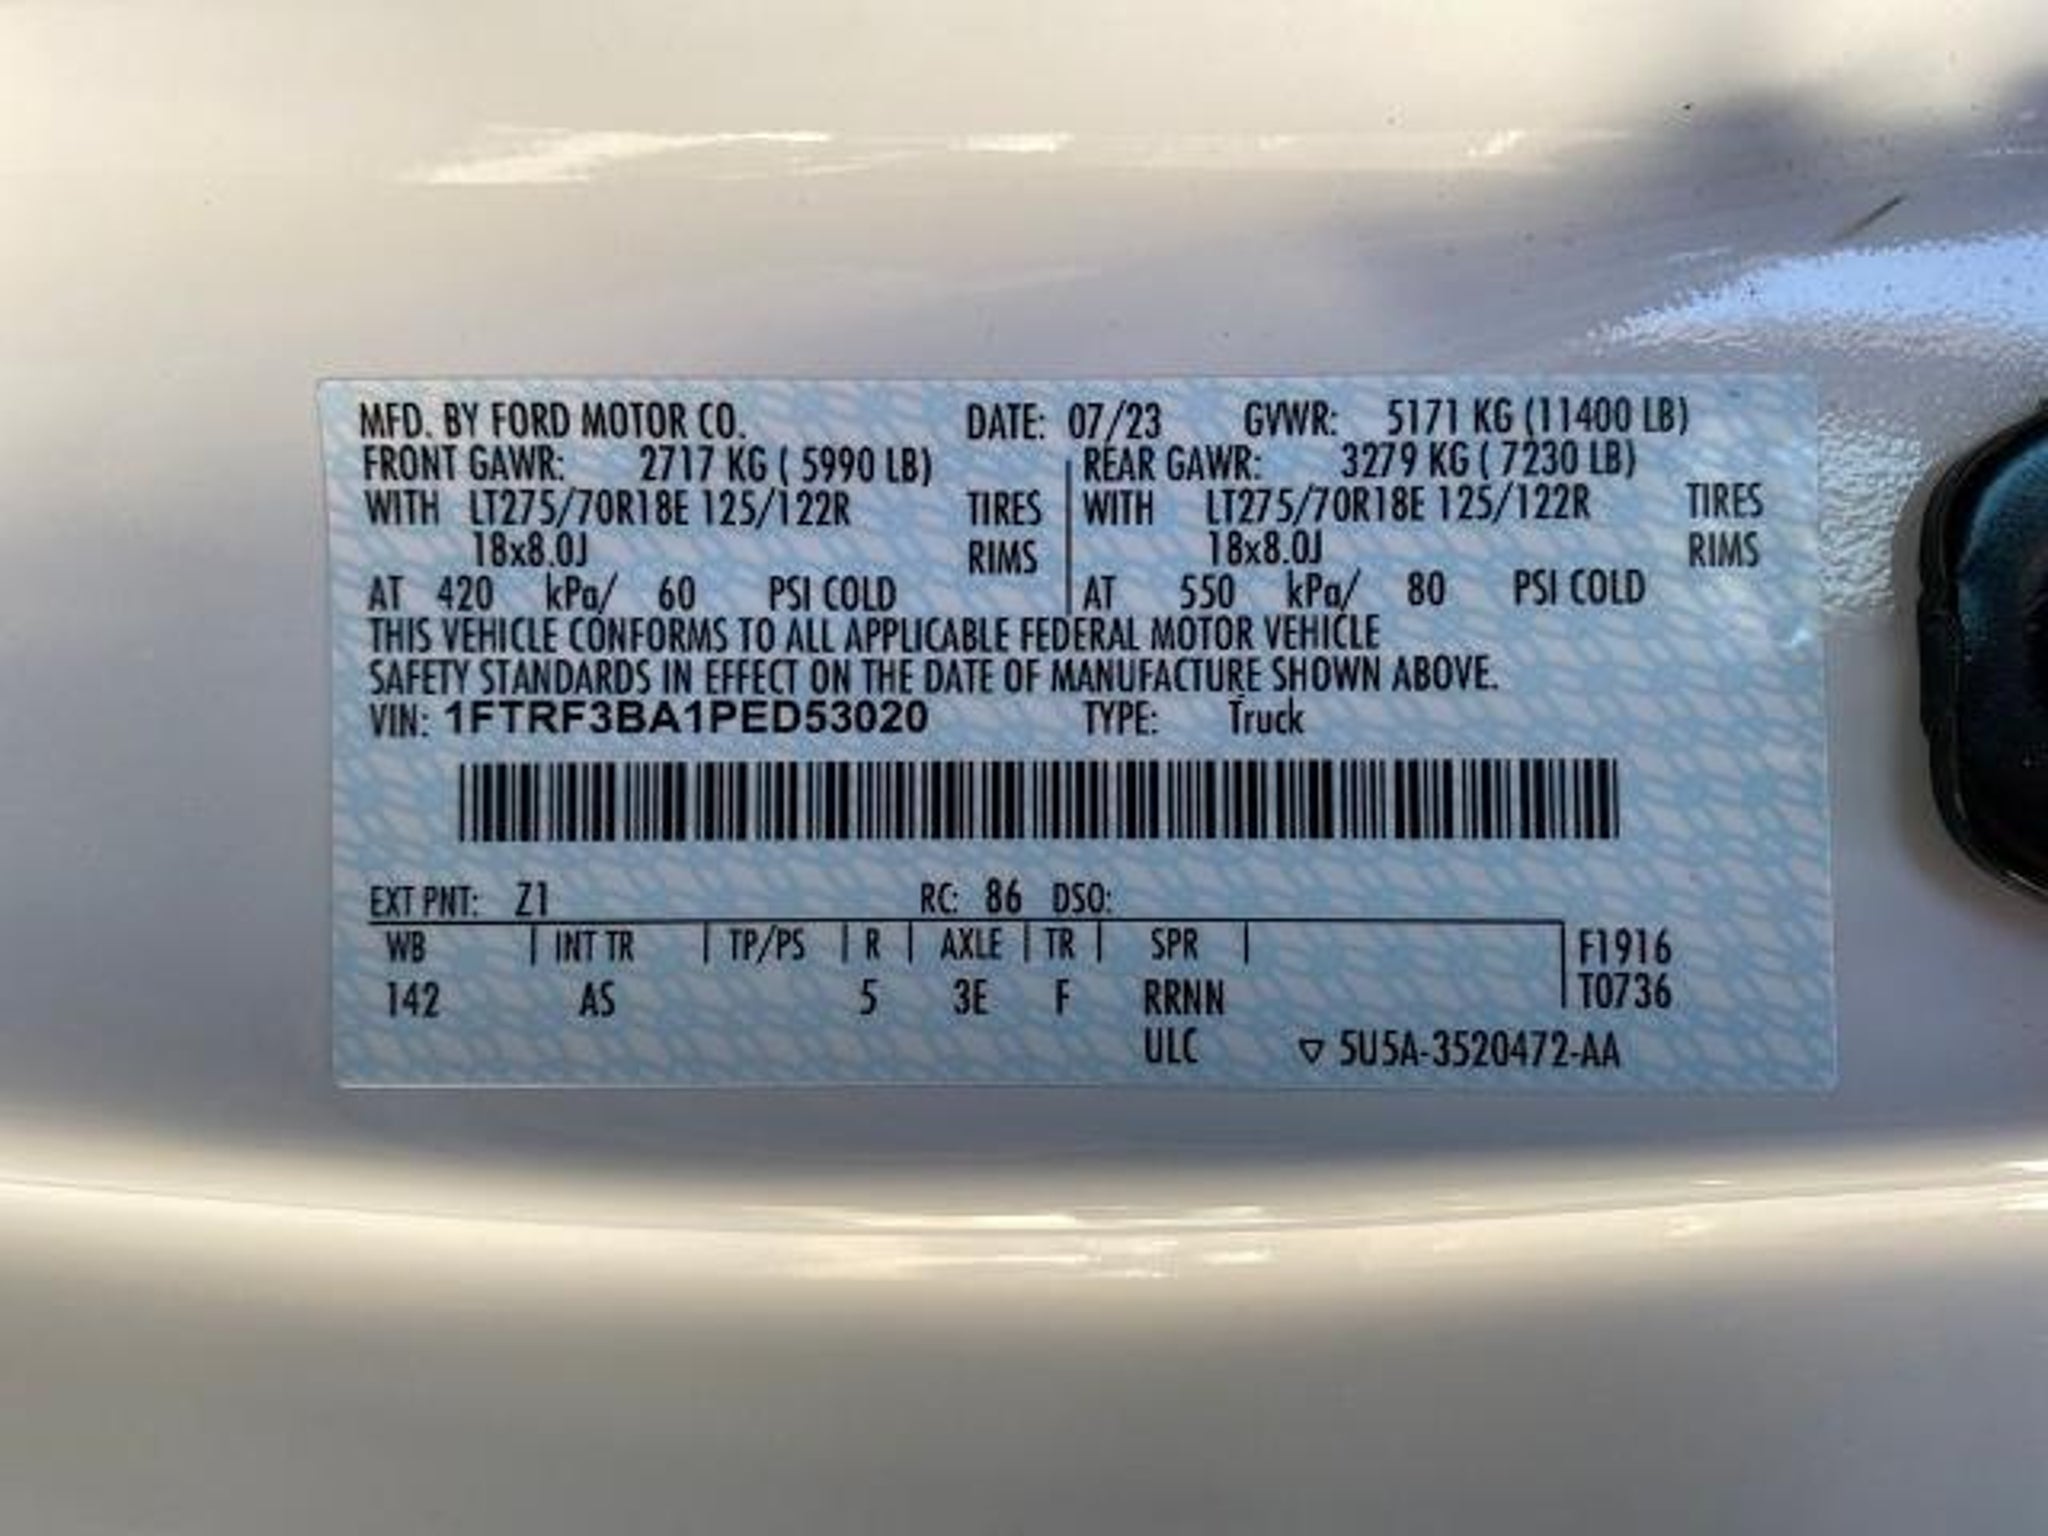 MFD. BY FORD MOTOR CO. DATE: 07/23 GVWR: 5171 KG (11400 LB)
FRONT GAWR: 2717 KG ( 5990 LB) REAR GAWR: 3279 KG ( 7230 LB)
WITH LT275/70R18E 125/122R TIRES WITH LT275/70R18E 125/122R TIRES
18x8.0J RIMS 18x8.0J RIMS
AT 420 kPa/ 60 PSI COLD AT 550 kPa/ 80 PSI COLD
THIS VEHICLE CONFORMS TO ALL APPLICABLE FEDERAL MOTOR VEHICLE
SAFETY STANDARDS IN EFFECT ON THE DATE OF MANUFACTURE SHOWN ABOVE.
VIN: 1FTRF3BA1PED53020 TYPE: Truck
EXT PNT: Z1 RC: 86 DSO:
WB INT TR TP/PS R AXLE TR SPR F1916
142 AS 5 3E F RRNN T0736
ULC ▽ 5U5A-3520472-AA